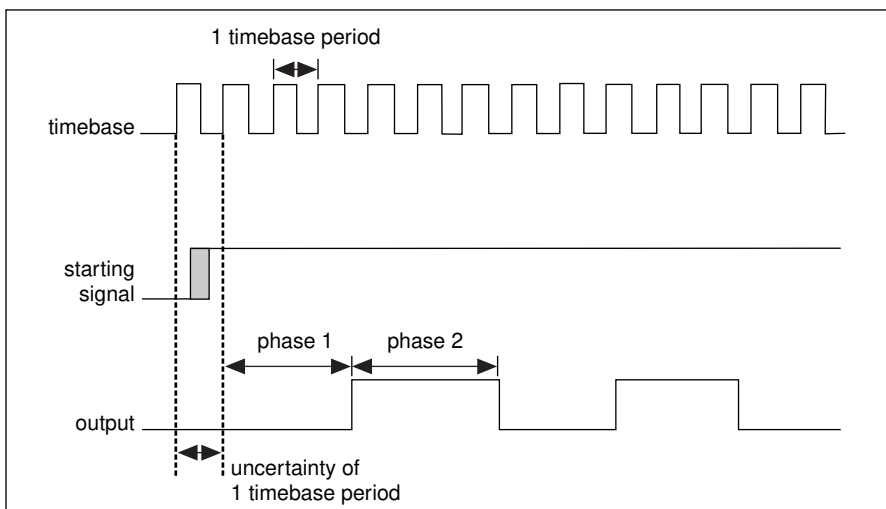 1 timebase period
timebase
starting
signal
phase 1
phase 2
output
uncertainty of
1 timebase period